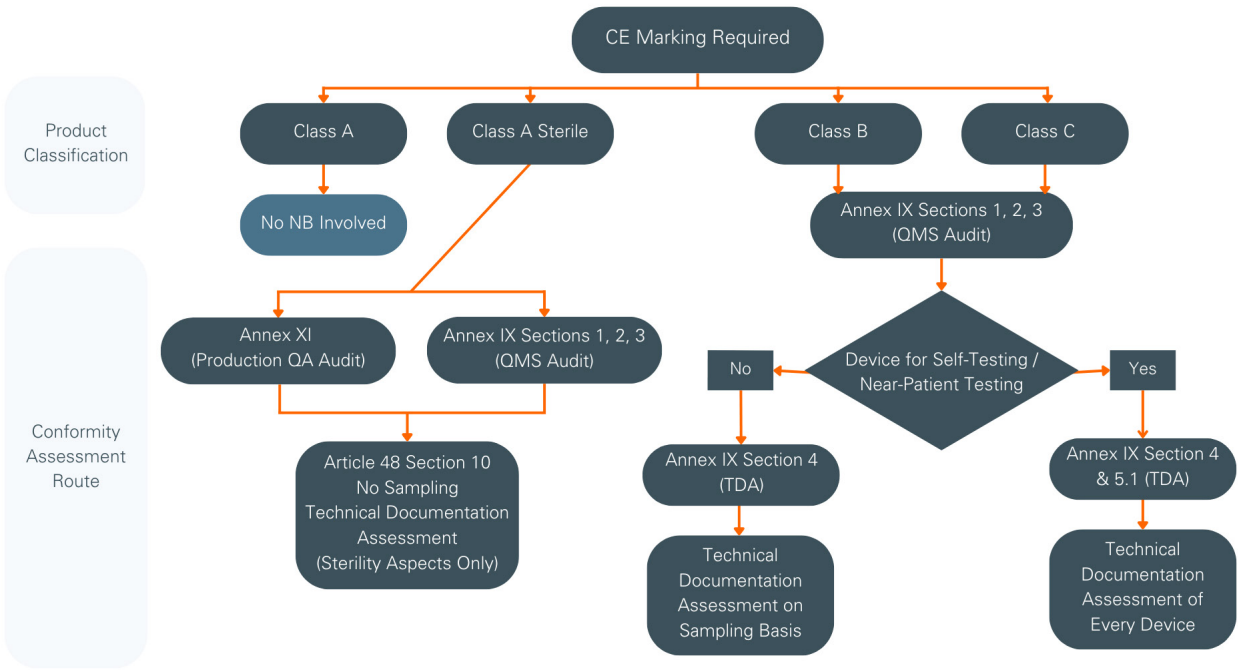 CE Marking Required
Product
Classification
Class A
Class A Sterile
Class B
Class C
No NB Involved
Annex IX Sections 1, 2, 3
(QMS Audit)
Conformity
Assessment
Route
Annex XI
(Production QA Audit)
Annex IX Sections 1, 2, 3
(QMS Audit)
Device for Self-Testing /
Near-Patient Testing
No
Yes
Article 48 Section 10
No Sampling
Technical Documentation
Assessment
(Sterility Aspects Only)
Annex IX Section 4
(TDA)
Annex IX Section 4
& 5.1 (TDA)
Technical
Documentation
Assessment on
Sampling Basis
Technical
Documentation
Assessment of
Every Device